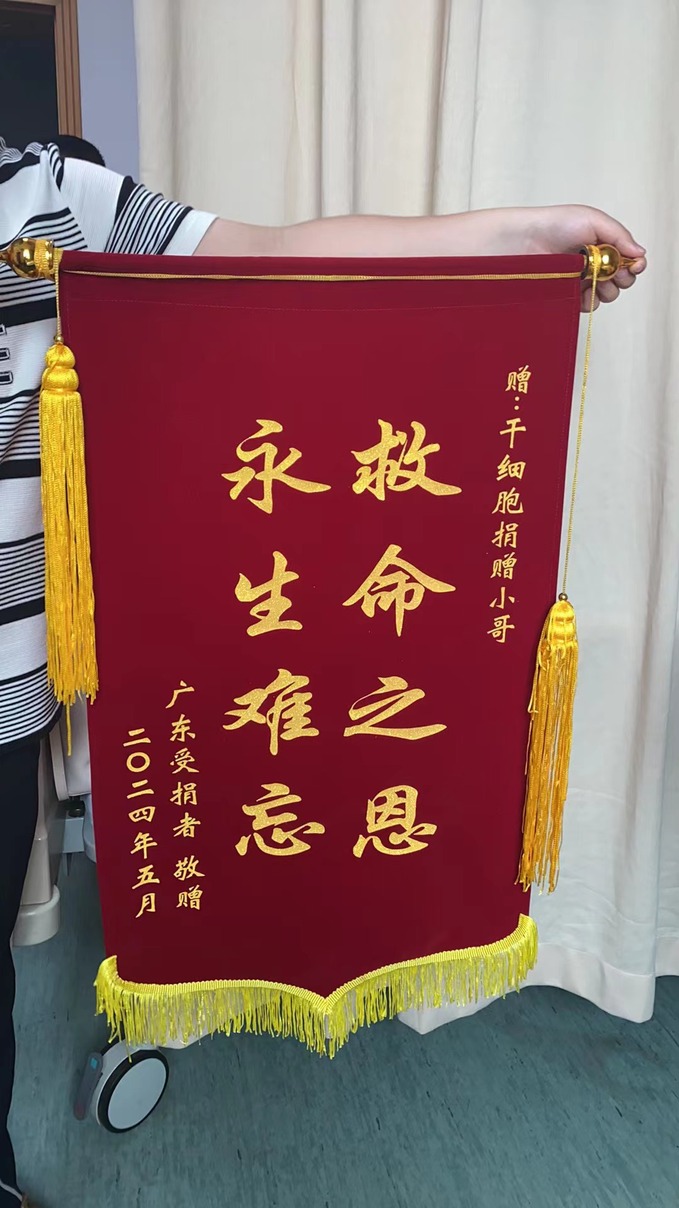 赠：干细胞捐赠小哥
救命之恩
永生难忘
广东受捐者 敬赠
二〇二四年五月